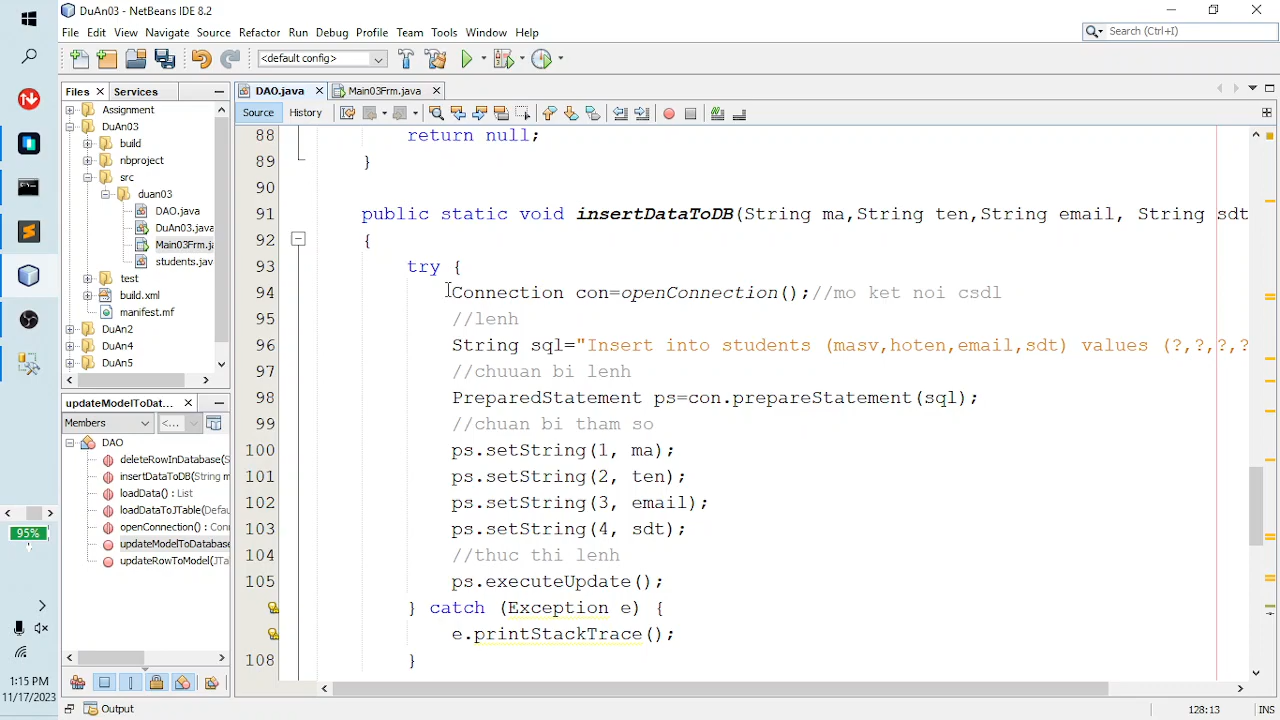 DuAn03 - NetBeans IDE 8.2
File Edit View Navigate Source Refactor Run Debug Profile Team Tools Window Help
Search (Ctrl+I)
<default config>
Files Services
DAO.java Main03Frm.java
Source History
Assignment
DuAn03
build
nbproject
src
duan03
DAO.java
DuAn03.java
Main03Frm.ja
students.jav
test
build.xml
manifest.mf
DuAn2
DuAn4
DuAn5
updateModelToDat...
Members <...
DAO
deleteRowInDatabase(S
insertDataToDB(String m
loadData() : List
loadDataToJTable(Defau
openConnection() : Conn
updateModelToDatabase
updateRowToModel(JTa
88 return null;
89 }
90
91 public static void insertDataToDB(String ma,String ten,String email, String sdt
92 {
93 try {
94 Connection con=openConnection();//mo ket noi csdl
95 //lenh
96 String sql="Insert into students (masv,hoten,email,sdt) values (?,?,?,?
97 //chuuan bi lenh
98 PreparedStatement ps=con.prepareStatement(sql);
99 //chuan bi tham so
100 ps.setString(1, ma);
101 ps.setString(2, ten);
102 ps.setString(3, email);
103 ps.setString(4, sdt);
104 //thuc thi lenh
105 ps.executeUpdate();
} catch (Exception e) {
e.printStackTrace();
108 }
95%
1:15 PM
11/17/2023
Output
128:13 INS